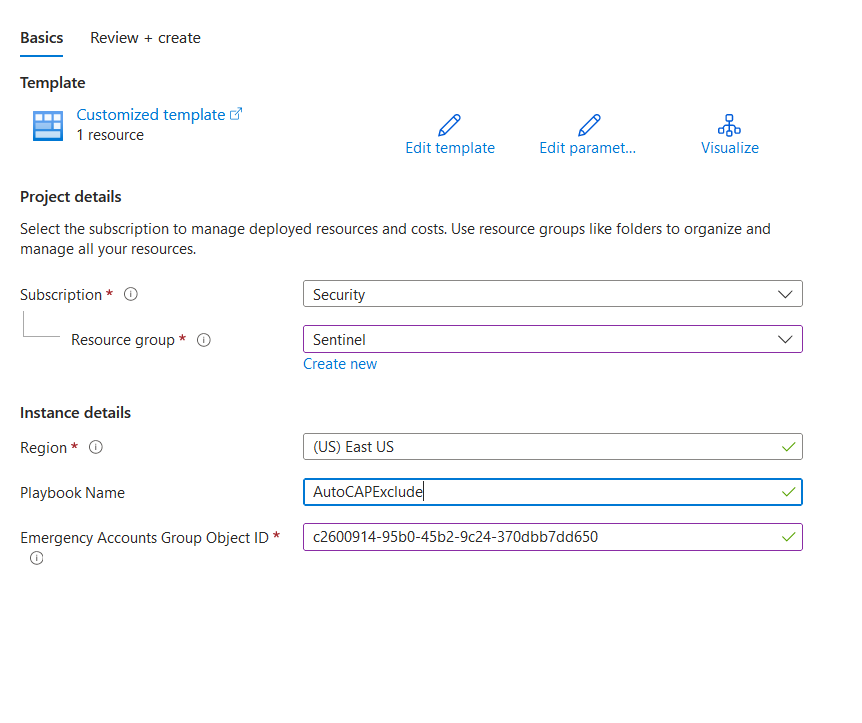 Basics Review + create
Template
Customized template
1 resource
Edit template Edit paramet... Visualize
Project details
Select the subscription to manage deployed resources and costs. Use resource groups like folders to organize and
manage all your resources.
Subscription * Security
Resource group * Sentinel
Create new
Instance details
Region * (US) East US
Playbook Name AutoCAPExclude
Emergency Accounts Group Object ID * c2600914-95b0-45b2-9c24-370dbb7dd650